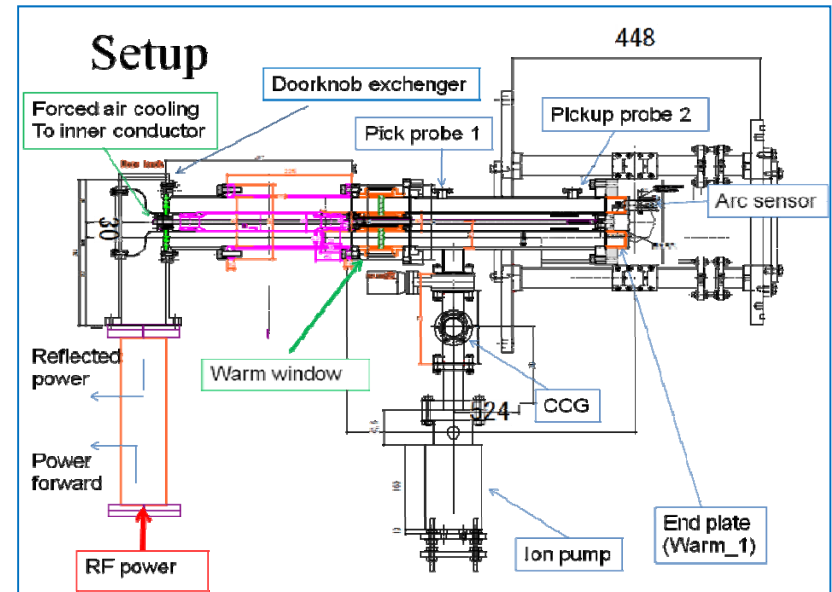 Setup
448
Doorknob exchenger
Forced air cooling
To inner conductor
Pick probe 1
Pickup probe 2
Arc sensor
30
Reflected
power
Warm window
CCG
524
Power
forward
End plate
(Warm_1)
Ion pump
RF power